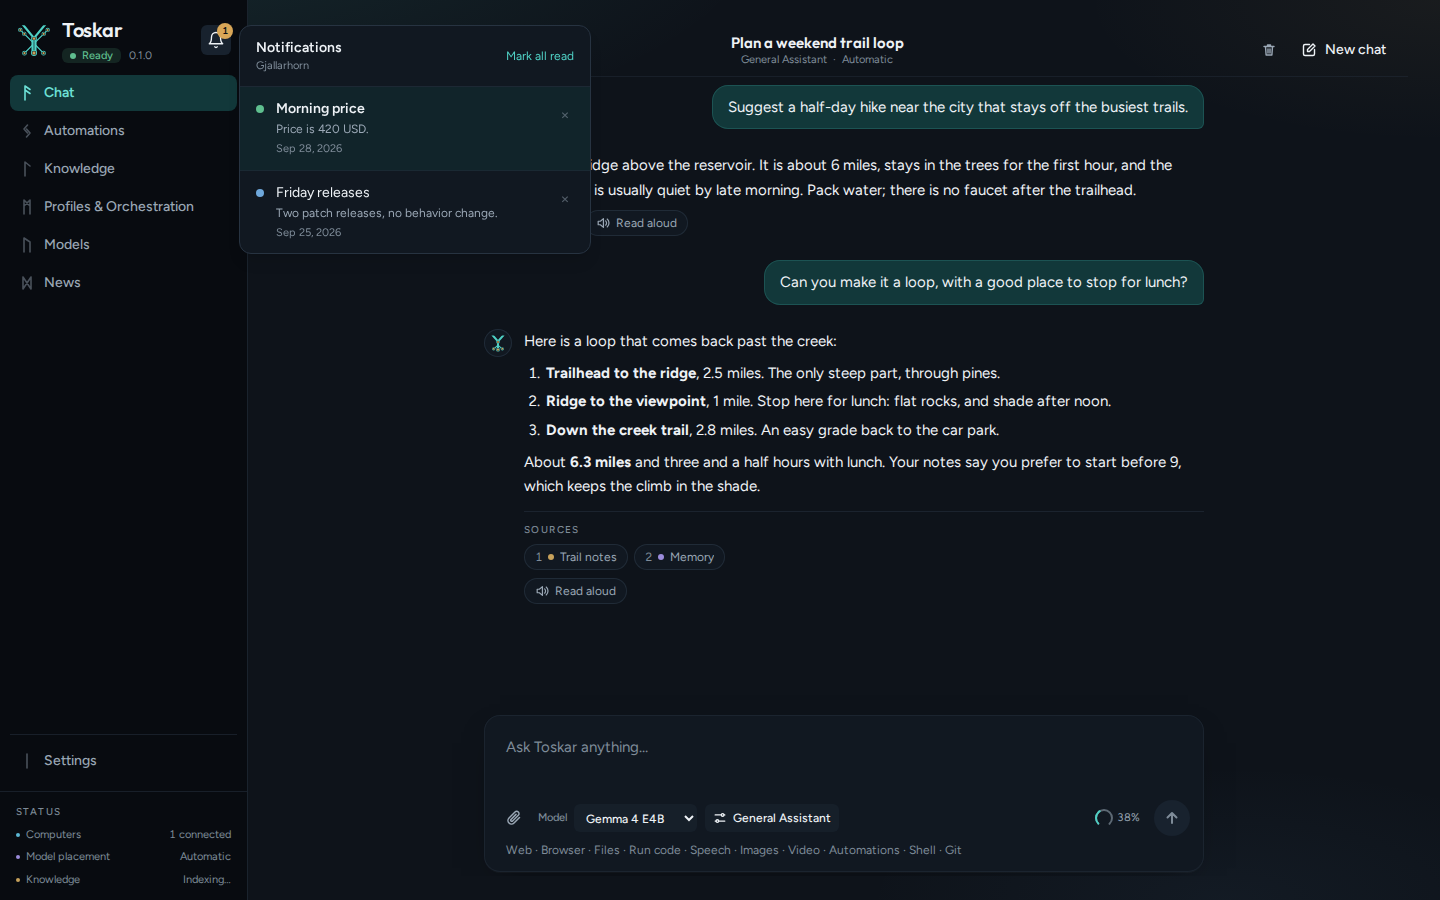 Toskar
Ready 0.1.0
1
Chat
Automations
Knowledge
Profiles & Orchestration
Models
News
Settings
STATUS
Computers 1 connected
Model placement Automatic
Knowledge Indexing...
Notifications
Gjallarhorn
Mark all read
Morning price
Price is 420 USD.
Sep 28, 2026
Friday releases
Two patch releases, no behavior change.
Sep 25, 2026
Plan a weekend trail loop
General Assistant · Automatic
New chat
Suggest a half-day hike near the city that stays off the busiest trails.
above the reservoir. It is about 6 miles, stays in the trees for the first hour, and the
is usually quiet by late morning. Pack water; there is no faucet after the trailhead.
Read aloud
Can you make it a loop, with a good place to stop for lunch?
Here is a loop that comes back past the creek:
1. Trailhead to the ridge, 2.5 miles. The only steep part, through pines.
2. Ridge to the viewpoint, 1 mile. Stop here for lunch: flat rocks, and shade after noon.
3. Down the creek trail, 2.8 miles. An easy grade back to the car park.
About 6.3 miles and three and a half hours with lunch. Your notes say you prefer to start before 9,
which keeps the climb in the shade.
SOURCES
1 Trail notes 2 Memory
Read aloud
Ask Toskar anything...
Model Gemma 4 E4B General Assistant 38%
Web · Browser · Files · Run code · Speech · Images · Video · Automations · Shell · Git